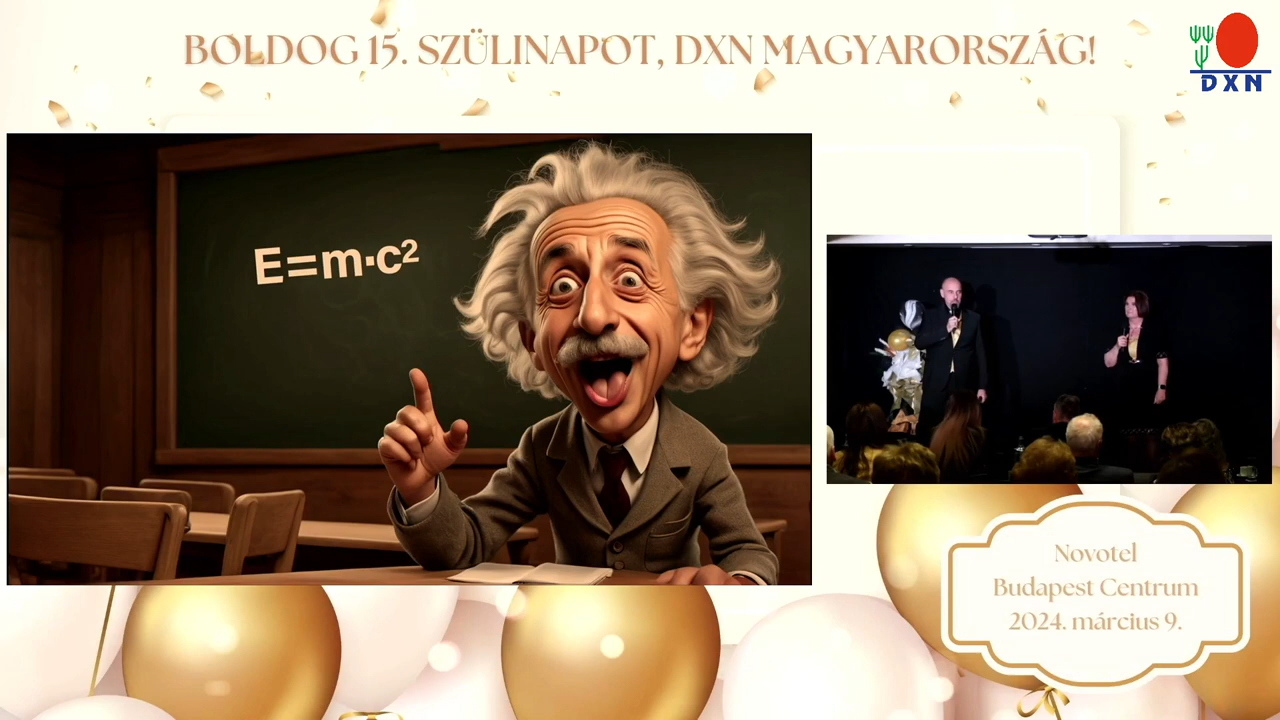 BOLDOG 15. SZÜLINAPOT, DXN MAGYARORSZÁG!
DXN
E=m·c²
Novotel
Budapest Centrum
2024. március 9.